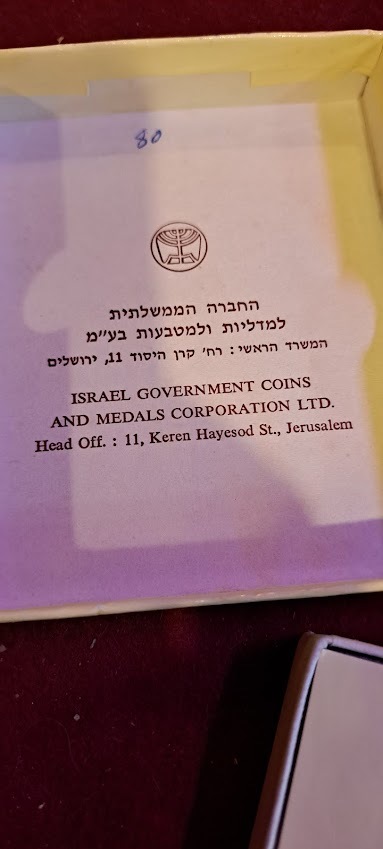 80
החברה הממשלתית
למדליות ולמטבעות בע״מ
המשרד הראשי: רח׳ קרן היסוד 11, ירושלים
ISRAEL GOVERNMENT COINS
AND MEDALS CORPORATION LTD.
Head Off. : 11, Keren Hayesod St., Jerusalem